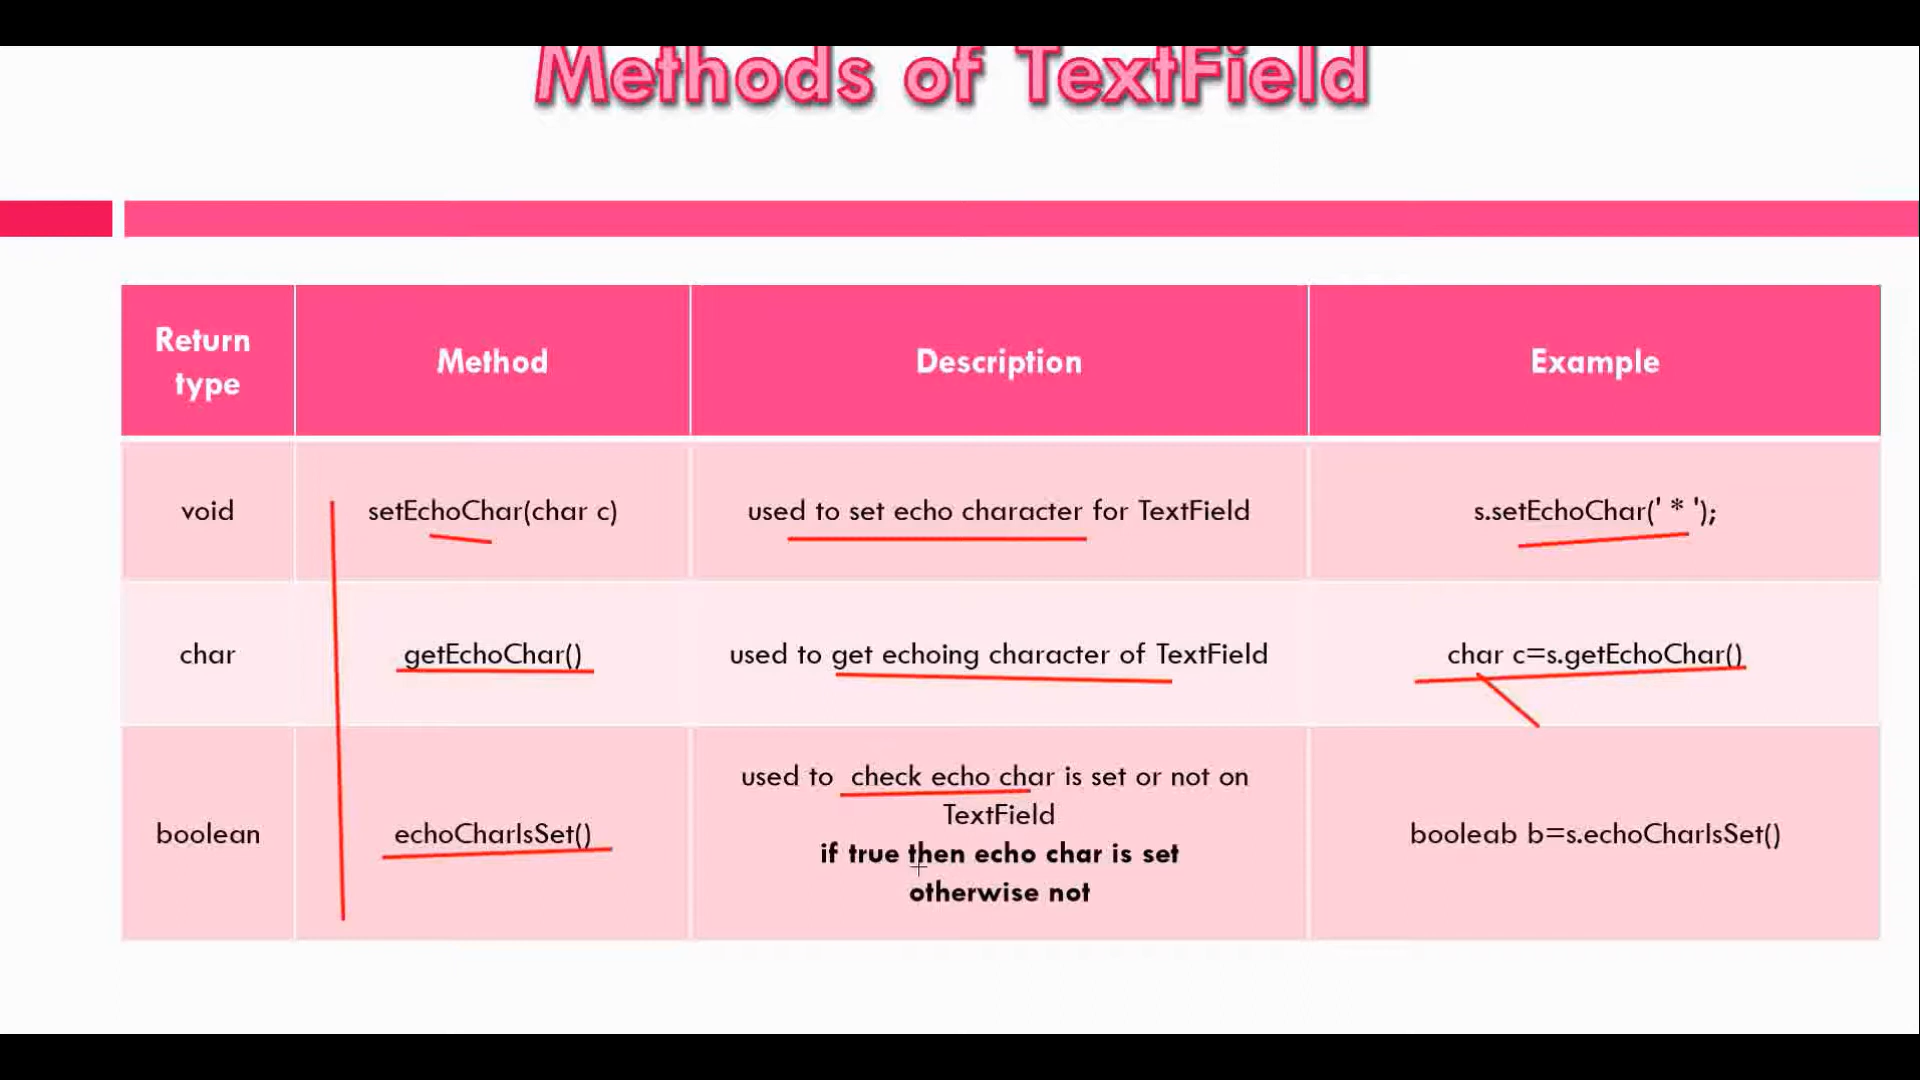 Methods of TextField
Return type
Method
Description
Example
void
setEchoChar(char c)
used to set echo character for TextField
s.setEchoChar(' * ');
char
getEchoChar()
used to get echoing character of TextField
char c=s.getEchoChar()
boolean
echoCharIsSet()
used to  check echo char is set or not on
TextField
if true then echo char is set
otherwise not
booleab b=s.echoCharIsSet()